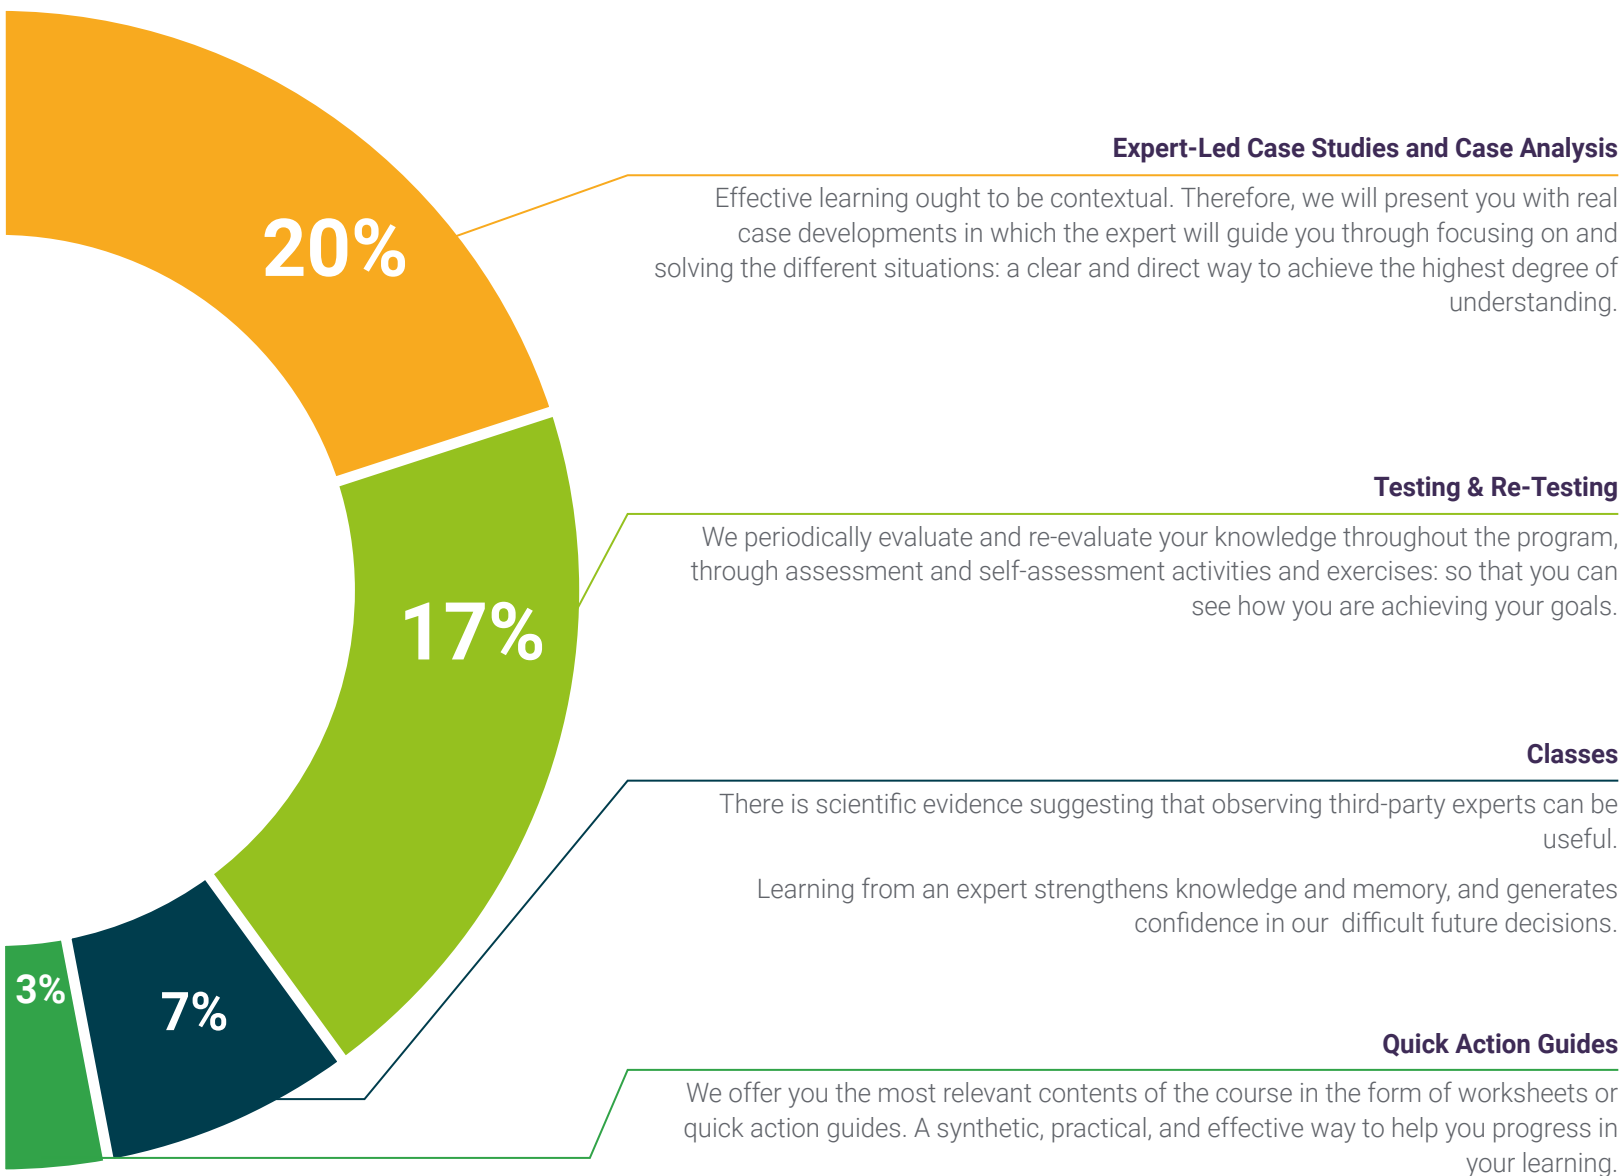 20%
Expert-Led Case Studies and Case Analysis
Effective learning ought to be contextual. Therefore, we will present you with real
case developments in which the expert will guide you through focusing on and
solving the different situations: a clear and direct way to achieve the highest degree of
understanding.
17%
Testing & Re-Testing
We periodically evaluate and re-evaluate your knowledge throughout the program,
through assessment and self-assessment activities and exercises: so that you can
see how you are achieving your goals.
7%
Classes
There is scientific evidence suggesting that observing third-party experts can be
useful.
Learning from an expert strengthens knowledge and memory, and generates
confidence in our  difficult future decisions.
3%
Quick Action Guides
We offer you the most relevant contents of the course in the form of worksheets or
quick action guides. A synthetic, practical, and effective way to help you progress in
your learning.